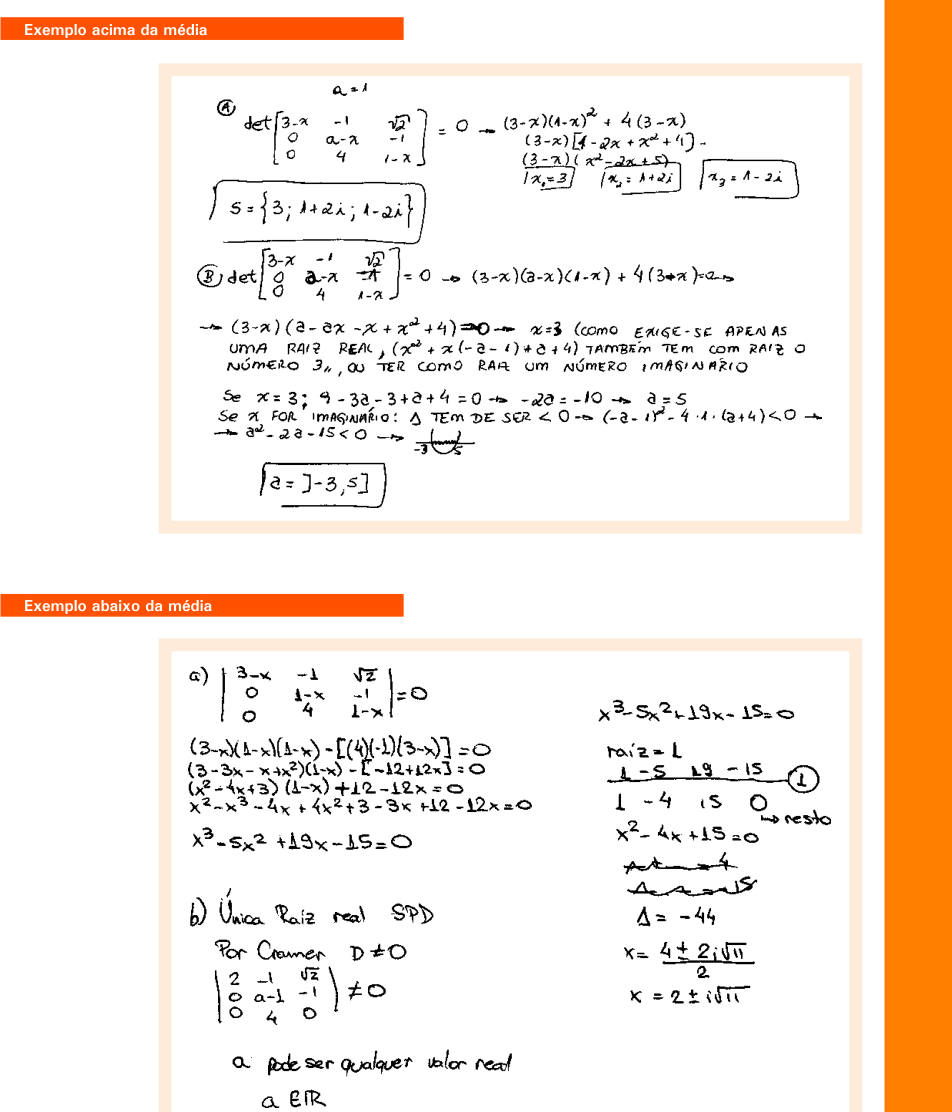 Exemplo acima da média
a = 1
(A) det [3-x -1 √2 = 0 → (3-x)(1-x)² + 4(3-x)
0 a-x -1 (3-x)[1-2x+x²+4] -
0 4 1-x] (3-x)(x²-2x+5)
x₁=3 x₂=1+2i x₃=1-2i
S = {3; 1+2i; 1-2i}
(B) det [3-x -1 √2
0 a-x -1 = 0 → (3-x)(a-x)(1-x) + 4(3-x)=0 →
0 4 1-x]
→ (3-x)(a-ax-x+x²+4)=0 → x=3 (COMO EXIGE-SE APENAS
UMA RAIZ REAL, (x²+x(-a-1)+a+4) TAMBÉM TEM COM RAIZ O
NÚMERO 3,, OU TER COMO RAIZ UM NÚMERO IMAGINÁRIO
Se x=3; 9-3a-3+a+4=0 → -2a=-10 → a=5
Se x FOR IMAGINÁRIO: Δ TEM DE SER < 0 → (-a-1)²-4·1·(a+4)<0 →
→ a²-2a-15<0 → -3 5
a = ]-3,5]
Exemplo abaixo da média
a) |3-x -1 √2
0 1-x -1 = 0
0 4 1-x|
(3-x)(1-x)(1-x) - [(4)(-1)(3-x)] = 0
(3-3x-x+x²)(1-x) - [-12+12x] = 0
(x²-4x+3)(1-x)+12-12x=0
x²-x³-4x+4x²+3-3x+12-12x=0
x³-5x²+19x-15=0
b) Única Raiz real SPD
Por Cramer D≠0
|2 -1 √2
0 a-1 -1 ≠ 0
0 4 0|
a pode ser qualquer valor real
a ∈ IR
x³-5x²+19x-15=0
raíz = 1
1 -5 19 -15 (1)
1 -4 15 0
↳ resto
x²-4x+15=0
Δ = -44
x = 4 ± 2i√11
2
x = 2 ± i√11